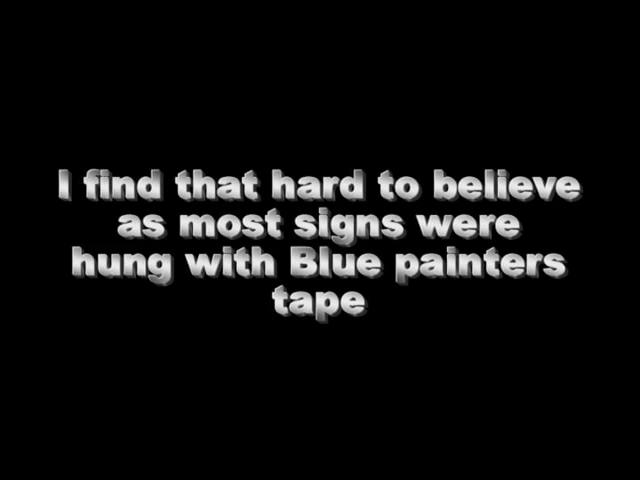 I find that hard to believe
as most signs were
hung with Blue painters
tape